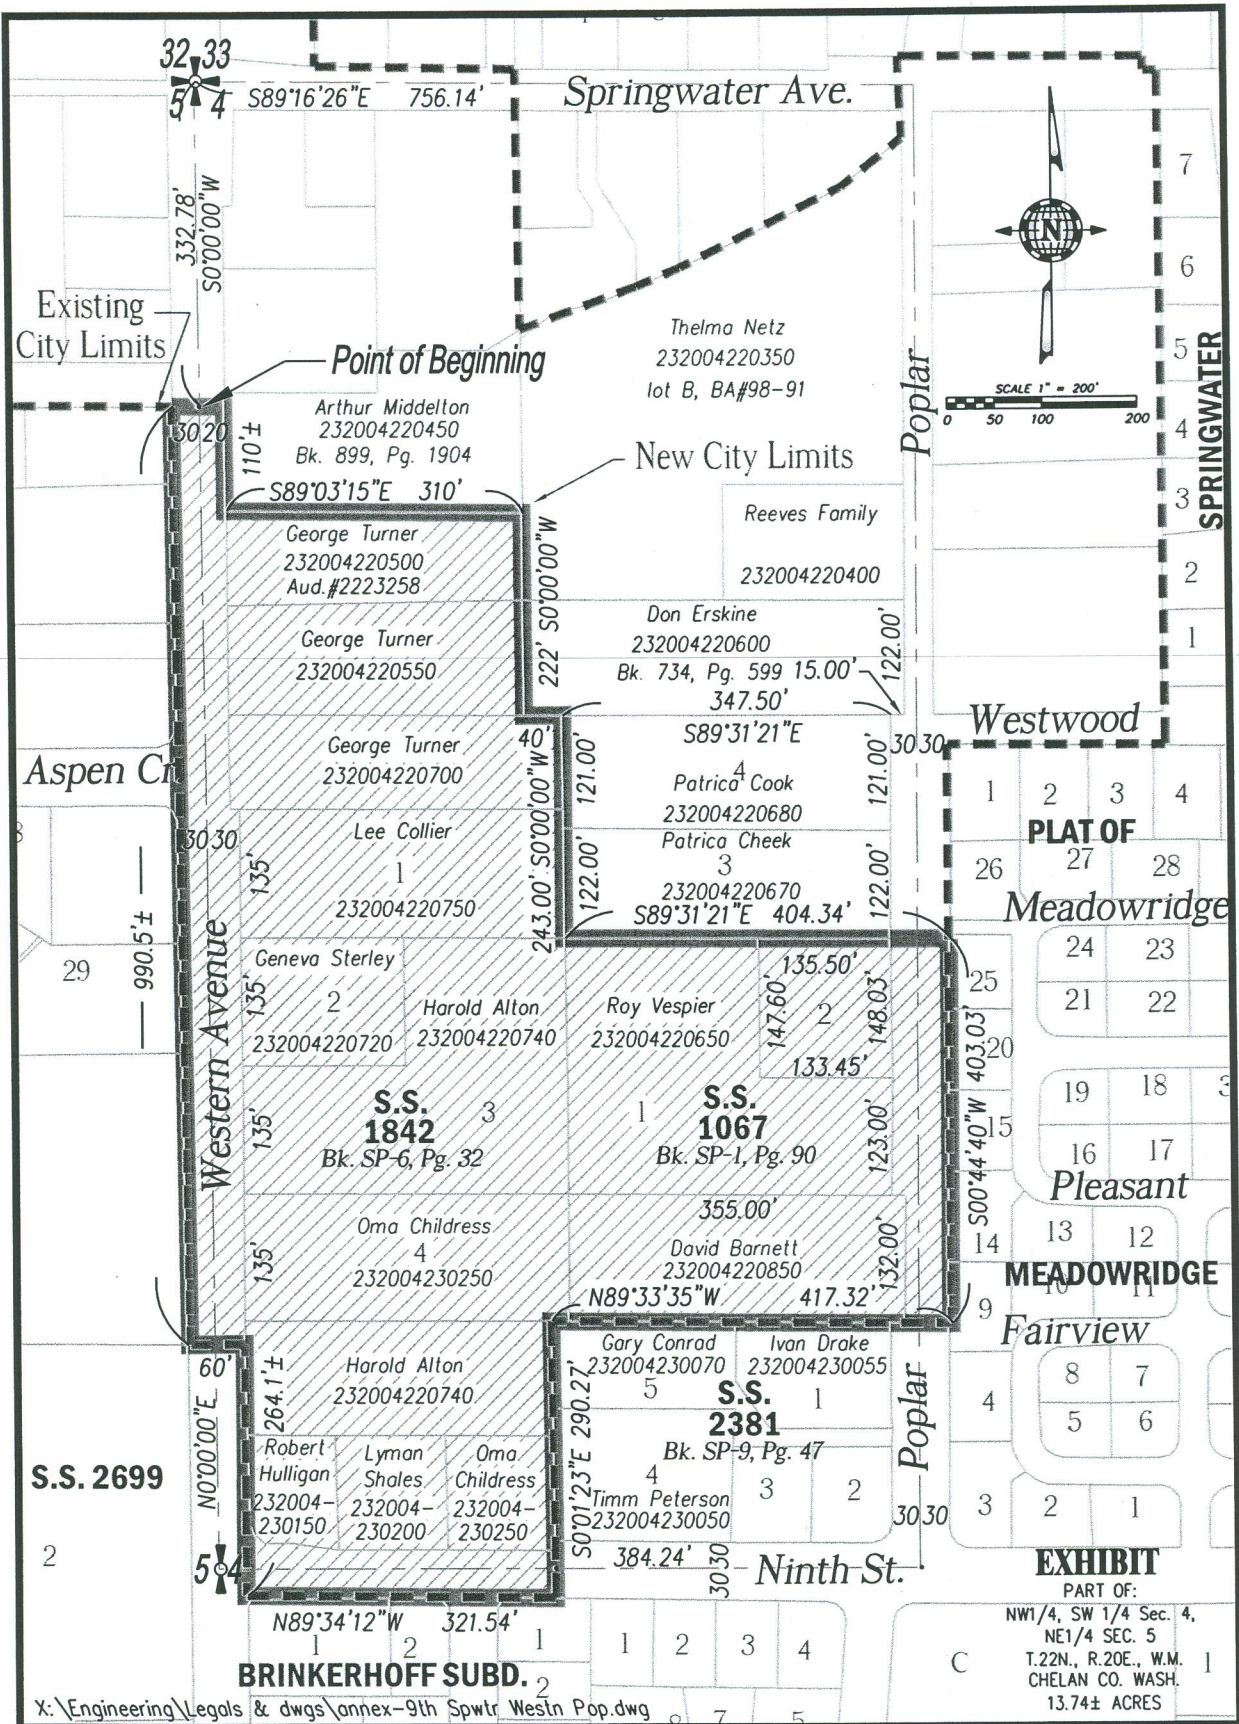 32 33
5 4
S89°16'26"E 756.14'
Springwater Ave.
332.78'
S0°00'00"W
7
6
5
4
3
2
1
SPRINGWATER
N
SCALE 1" = 200'
0 50 100 200
Existing
City Limits
Point of Beginning
Thelma Netz
232004220350
lot B, BA#98-91
Poplar
Arthur Middelton
232004220450
Bk. 899, Pg. 1904
30 20
110'±
S89°03'15"E 310'
New City Limits
Reeves Family
232004220400
George Turner
232004220500
Aud.#2223258
222' S0°00'00"W
Don Erskine
232004220600
Bk. 734, Pg. 599 15.00'
122.00'
347.50'
George Turner
232004220550
S89°31'21"E
30 30
Westwood
George Turner
232004220700
40'
121.00'
4
Patrica Cook
232004220680
121.00'
Aspen Cr
1 2 3 4
PLAT OF
26 27 28
Meadowridge
30 30
Lee Collier
1
232004220750
135'
243.00' S0°00'00"W
122.00'
Patrica Cheek
3
232004220670
122.00'
S89°31'21"E 404.34'
990.5'±
29
Western Avenue
Geneva Sterley
2
232004220720
135'
Harold Alton
232004220740
Roy Vespier
232004220650
135.50'
147.60'
2
148.03'
133.45'
24 23
25
21 22
S00°44'40"W 403.03'
20
19 18 3
15
16 17
Pleasant
135'
S.S.
1842
3
Bk. SP-6, Pg. 32
1
S.S.
1067
Bk. SP-1, Pg. 90
123.00'
355.00'
135'
Oma Childress
4
232004230250
David Barnett
232004220850
132.00'
N89°33'35"W 417.32'
14
13 12
MEADOWRIDGE
10 11
9
Fairview
60'
264.1'±
Harold Alton
232004220740
Gary Conrad
232004230070
5
Ivan Drake
232004230055
1
S.S.
2381
Bk. SP-9, Pg. 47
S0°01'23"E 290.27'
Poplar
8 7
4
5 6
S.S. 2699
2
N0°00'00"E
Robert
Hulligan
232004-
230150
Lyman
Shales
232004-
230200
Oma
Childress
232004-
230250
4
Timm Peterson
232004230050
3 2
30 30
3 2 1
5 4
384.24'
30 30
Ninth St.
N89°34'12"W 321.54'
1 2 1
2
BRINKERHOFF SUBD.
1 2 3 4
7 5
C
1
EXHIBIT
PART OF:
NW1/4, SW 1/4 Sec. 4,
NE1/4 SEC. 5
T.22N., R.20E., W.M.
CHELAN CO. WASH.
13.74± ACRES
X:\Engineering\Legals & dwgs\annex-9th Spwtr Westn Pop.dwg